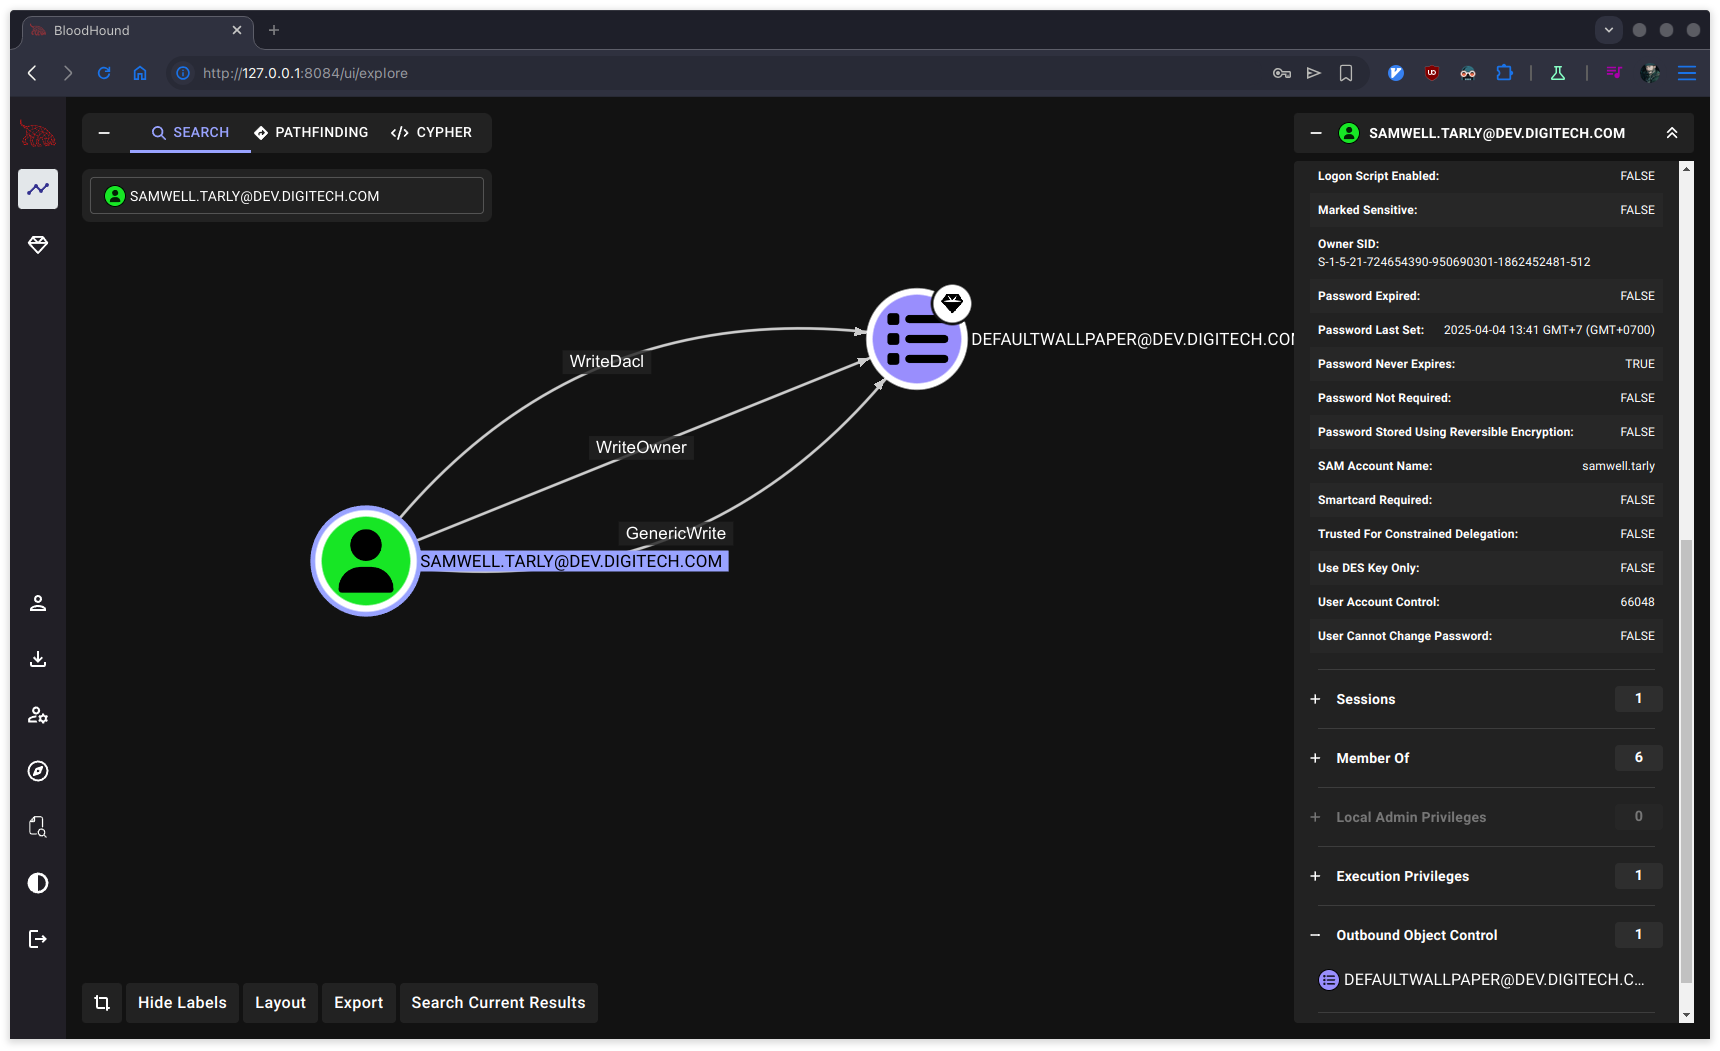 BloodHound
http://127.0.0.1:8084/ui/explore
SEARCH
PATHFINDING
CYPHER
SAMWELL.TARLY@DEV.DIGITECH.COM
WriteDacl
WriteOwner
GenericWrite
SAMWELL.TARLY@DEV.DIGITECH.COM
DEFAULTWALLPAPER@DEV.DIGITECH.CO
Hide Labels
Layout
Export
Search Current Results
SAMWELL.TARLY@DEV.DIGITECH.COM
Logon Script Enabled: FALSE
Marked Sensitive: FALSE
Owner SID:
S-1-5-21-724654390-950690301-1862452481-512
Password Expired: FALSE
Password Last Set: 2025-04-04 13:41 GMT+7 (GMT+0700)
Password Never Expires: TRUE
Password Not Required: FALSE
Password Stored Using Reversible Encryption: FALSE
SAM Account Name: samwell.tarly
Smartcard Required: FALSE
Trusted For Constrained Delegation: FALSE
Use DES Key Only: FALSE
User Account Control: 66048
User Cannot Change Password: FALSE
Sessions 1
Member Of 6
Local Admin Privileges 0
Execution Privileges 1
Outbound Object Control 1
DEFAULTWALLPAPER@DEV.DIGITECH.C...